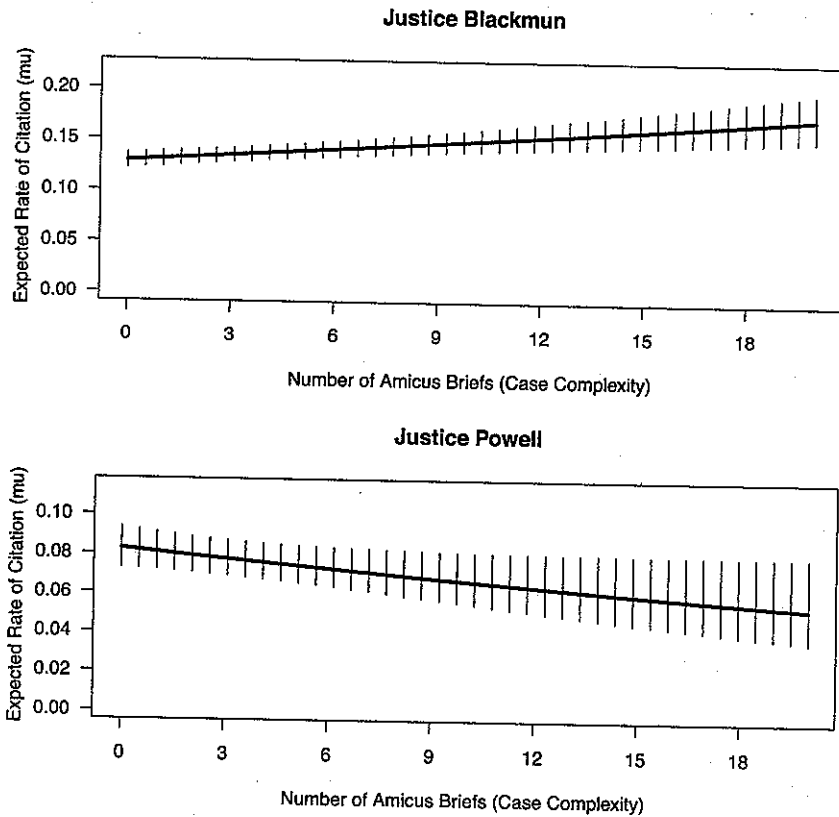 Justice Blackmun
Expected Rate of Citation (mu)
0.20
0.15
0.10
0.05
0.00
0 3 6 9 12 15 18
Number of Amicus Briefs (Case Complexity)
Justice Powell
Expected Rate of Citation (mu)
0.10
0.08
0.06
0.04
0.02
0.00
0 3 6 9 12 15 18
Number of Amicus Briefs (Case Complexity)